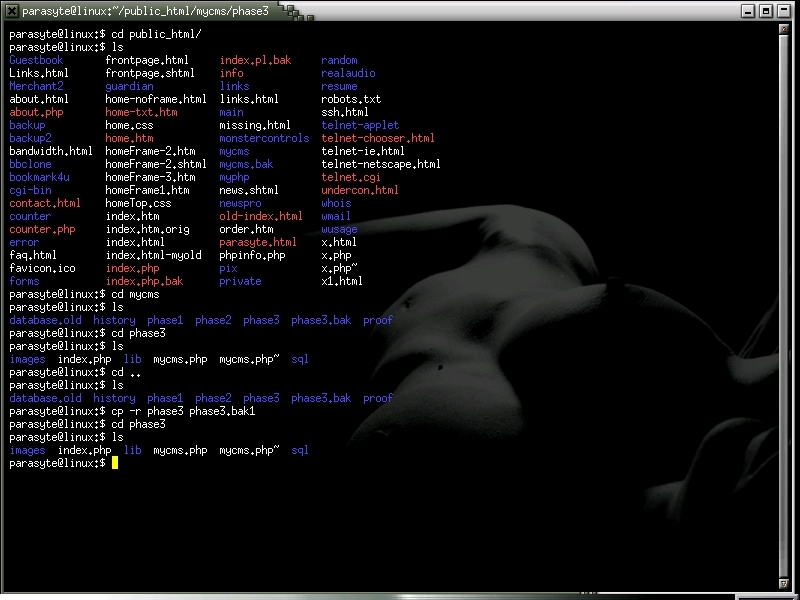 parasyte@linux:~/public_html/mycms/phase3
parasyte@linux:$ cd public_html/
parasyte@linux:$ ls
Guestbook frontpage.html index.pl.bak random
Links.html frontpage.shtml info realaudio
Merchant2 guardian links resume
about.html home-noframe.html links.html robots.txt
about.php home-txt.htm main ssh.html
backup home.css missing.html telnet-applet
backup2 home.htm monstercontrols telnet-chooser.html
bandwidth.html homeFrame-2.htm mycms telnet-ie.html
bbclone homeFrame-2.shtml mycms.bak telnet-netscape.html
bookmark4u homeFrame-3.htm myphp telnet.cgi
cgi-bin homeFrame1.htm news.shtml undercon.html
contact.html homeTop.css newspro whois
counter index.htm old-index.html wmail
counter.php index.htm.orig order.htm wusage
error index.html parasyte.html x.html
faq.html index.html-myold phpinfo.php x.php
favicon.ico index.php pix x.php~
forms index.php.bak private x1.html
parasyte@linux:$ cd mycms
parasyte@linux:$ ls
database.old history phase1 phase2 phase3 phase3.bak proof
parasyte@linux:$ cd phase3
parasyte@linux:$ ls
images index.php lib mycms.php mycms.php~ sql
parasyte@linux:$ cd ..
parasyte@linux:$ ls
database.old history phase1 phase2 phase3 phase3.bak proof
parasyte@linux:$ cp -r phase3 phase3.bak1
parasyte@linux:$ cd phase3
parasyte@linux:$ ls
images index.php lib mycms.php mycms.php~ sql
parasyte@linux:$